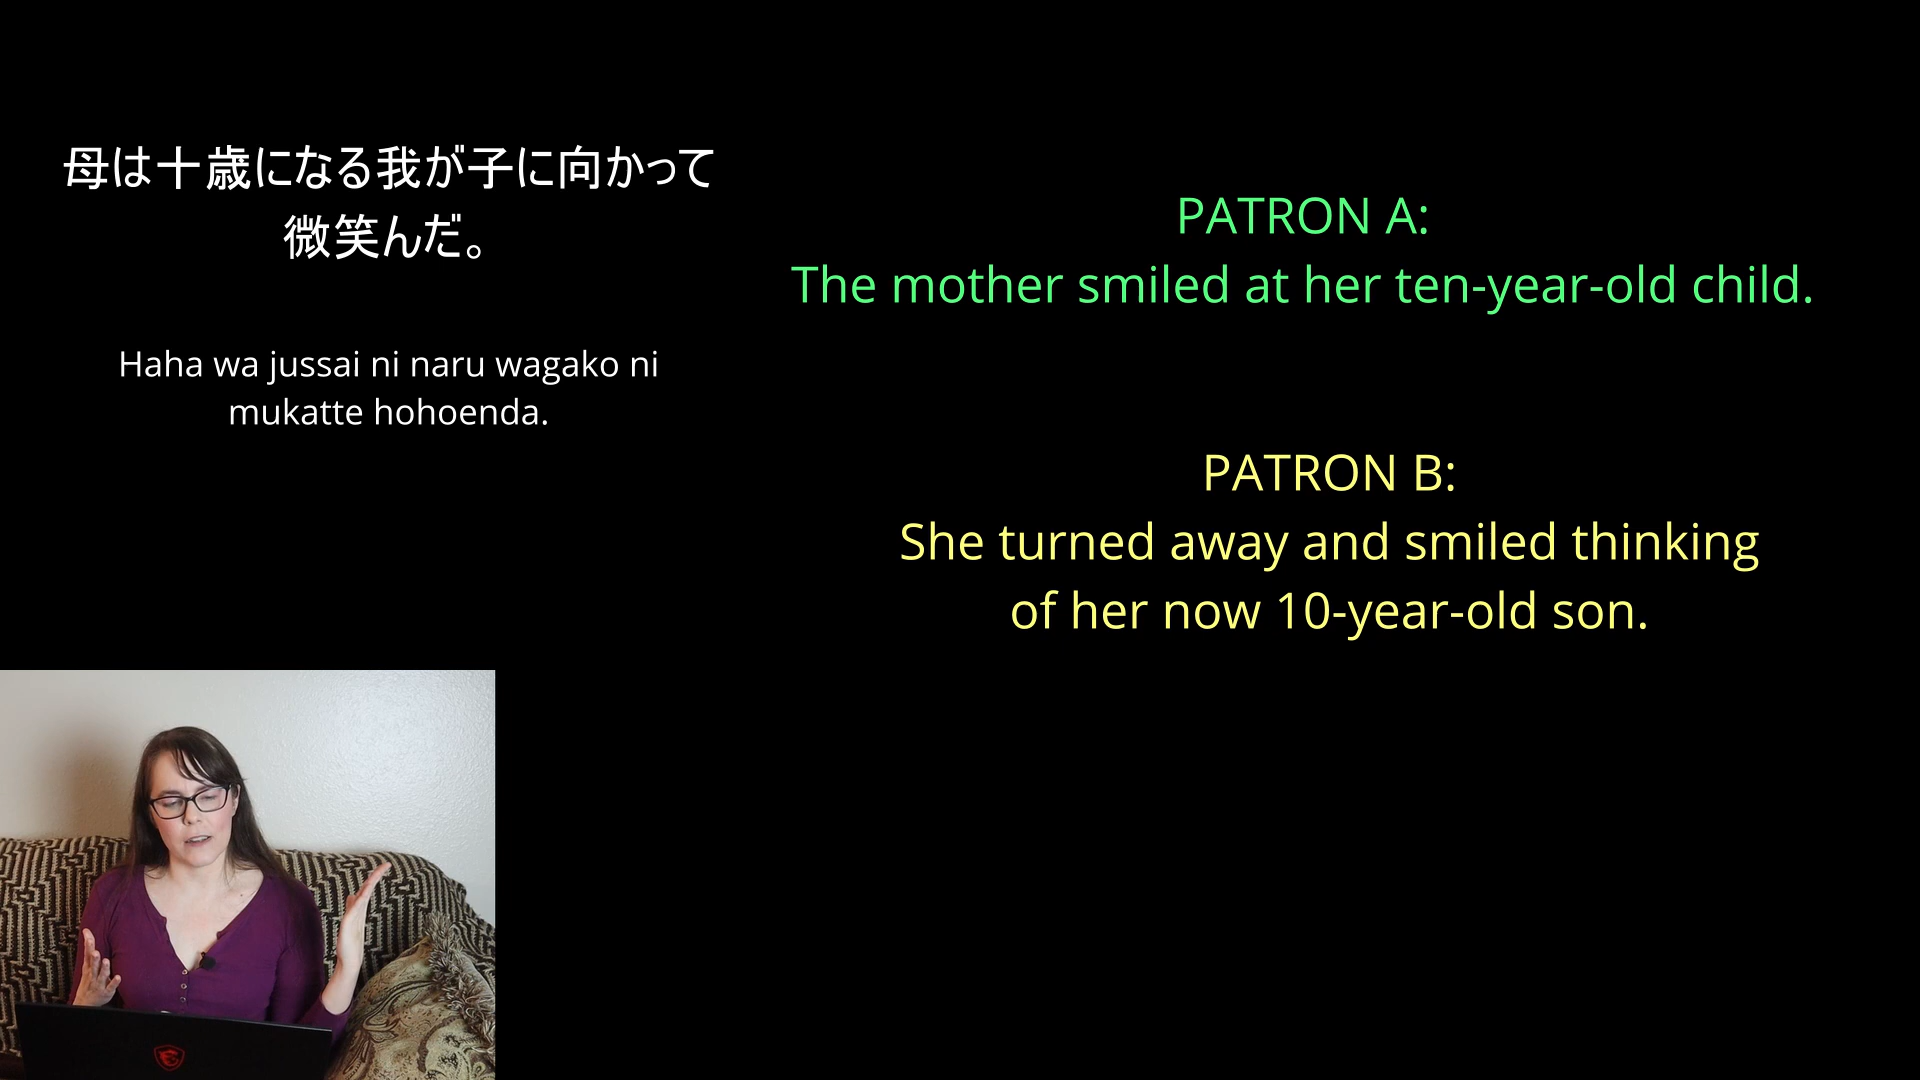 母は十歳になる我が子に向かって
微笑んだ。
Haha wa jussai ni naru wagako ni
mukatte hohoenda.
PATRON A:
The mother smiled at her ten-year-old child.
PATRON B:
She turned away and smiled thinking
of her now 10-year-old son.